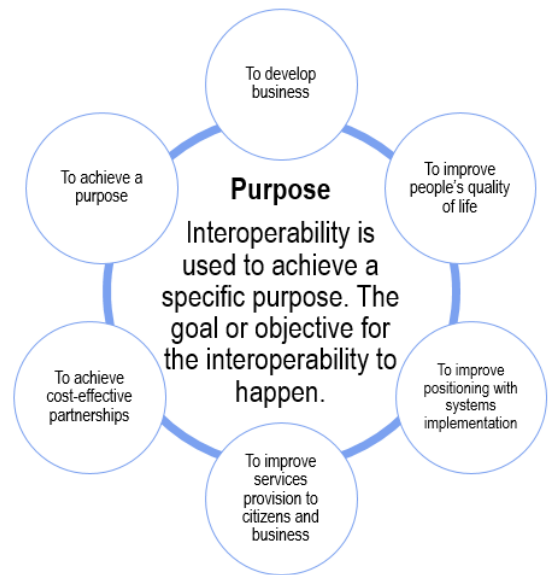 To develop
business
To improve
people's quality
of life
To improve
positioning with
systems
implementation
To improve
services
provision to
citizens and
business
To achieve
cost-effective
partnerships
To achieve a
purpose
Purpose
Interoperability is
used to achieve a
specific purpose. The
goal or objective for
the interoperability to
happen.